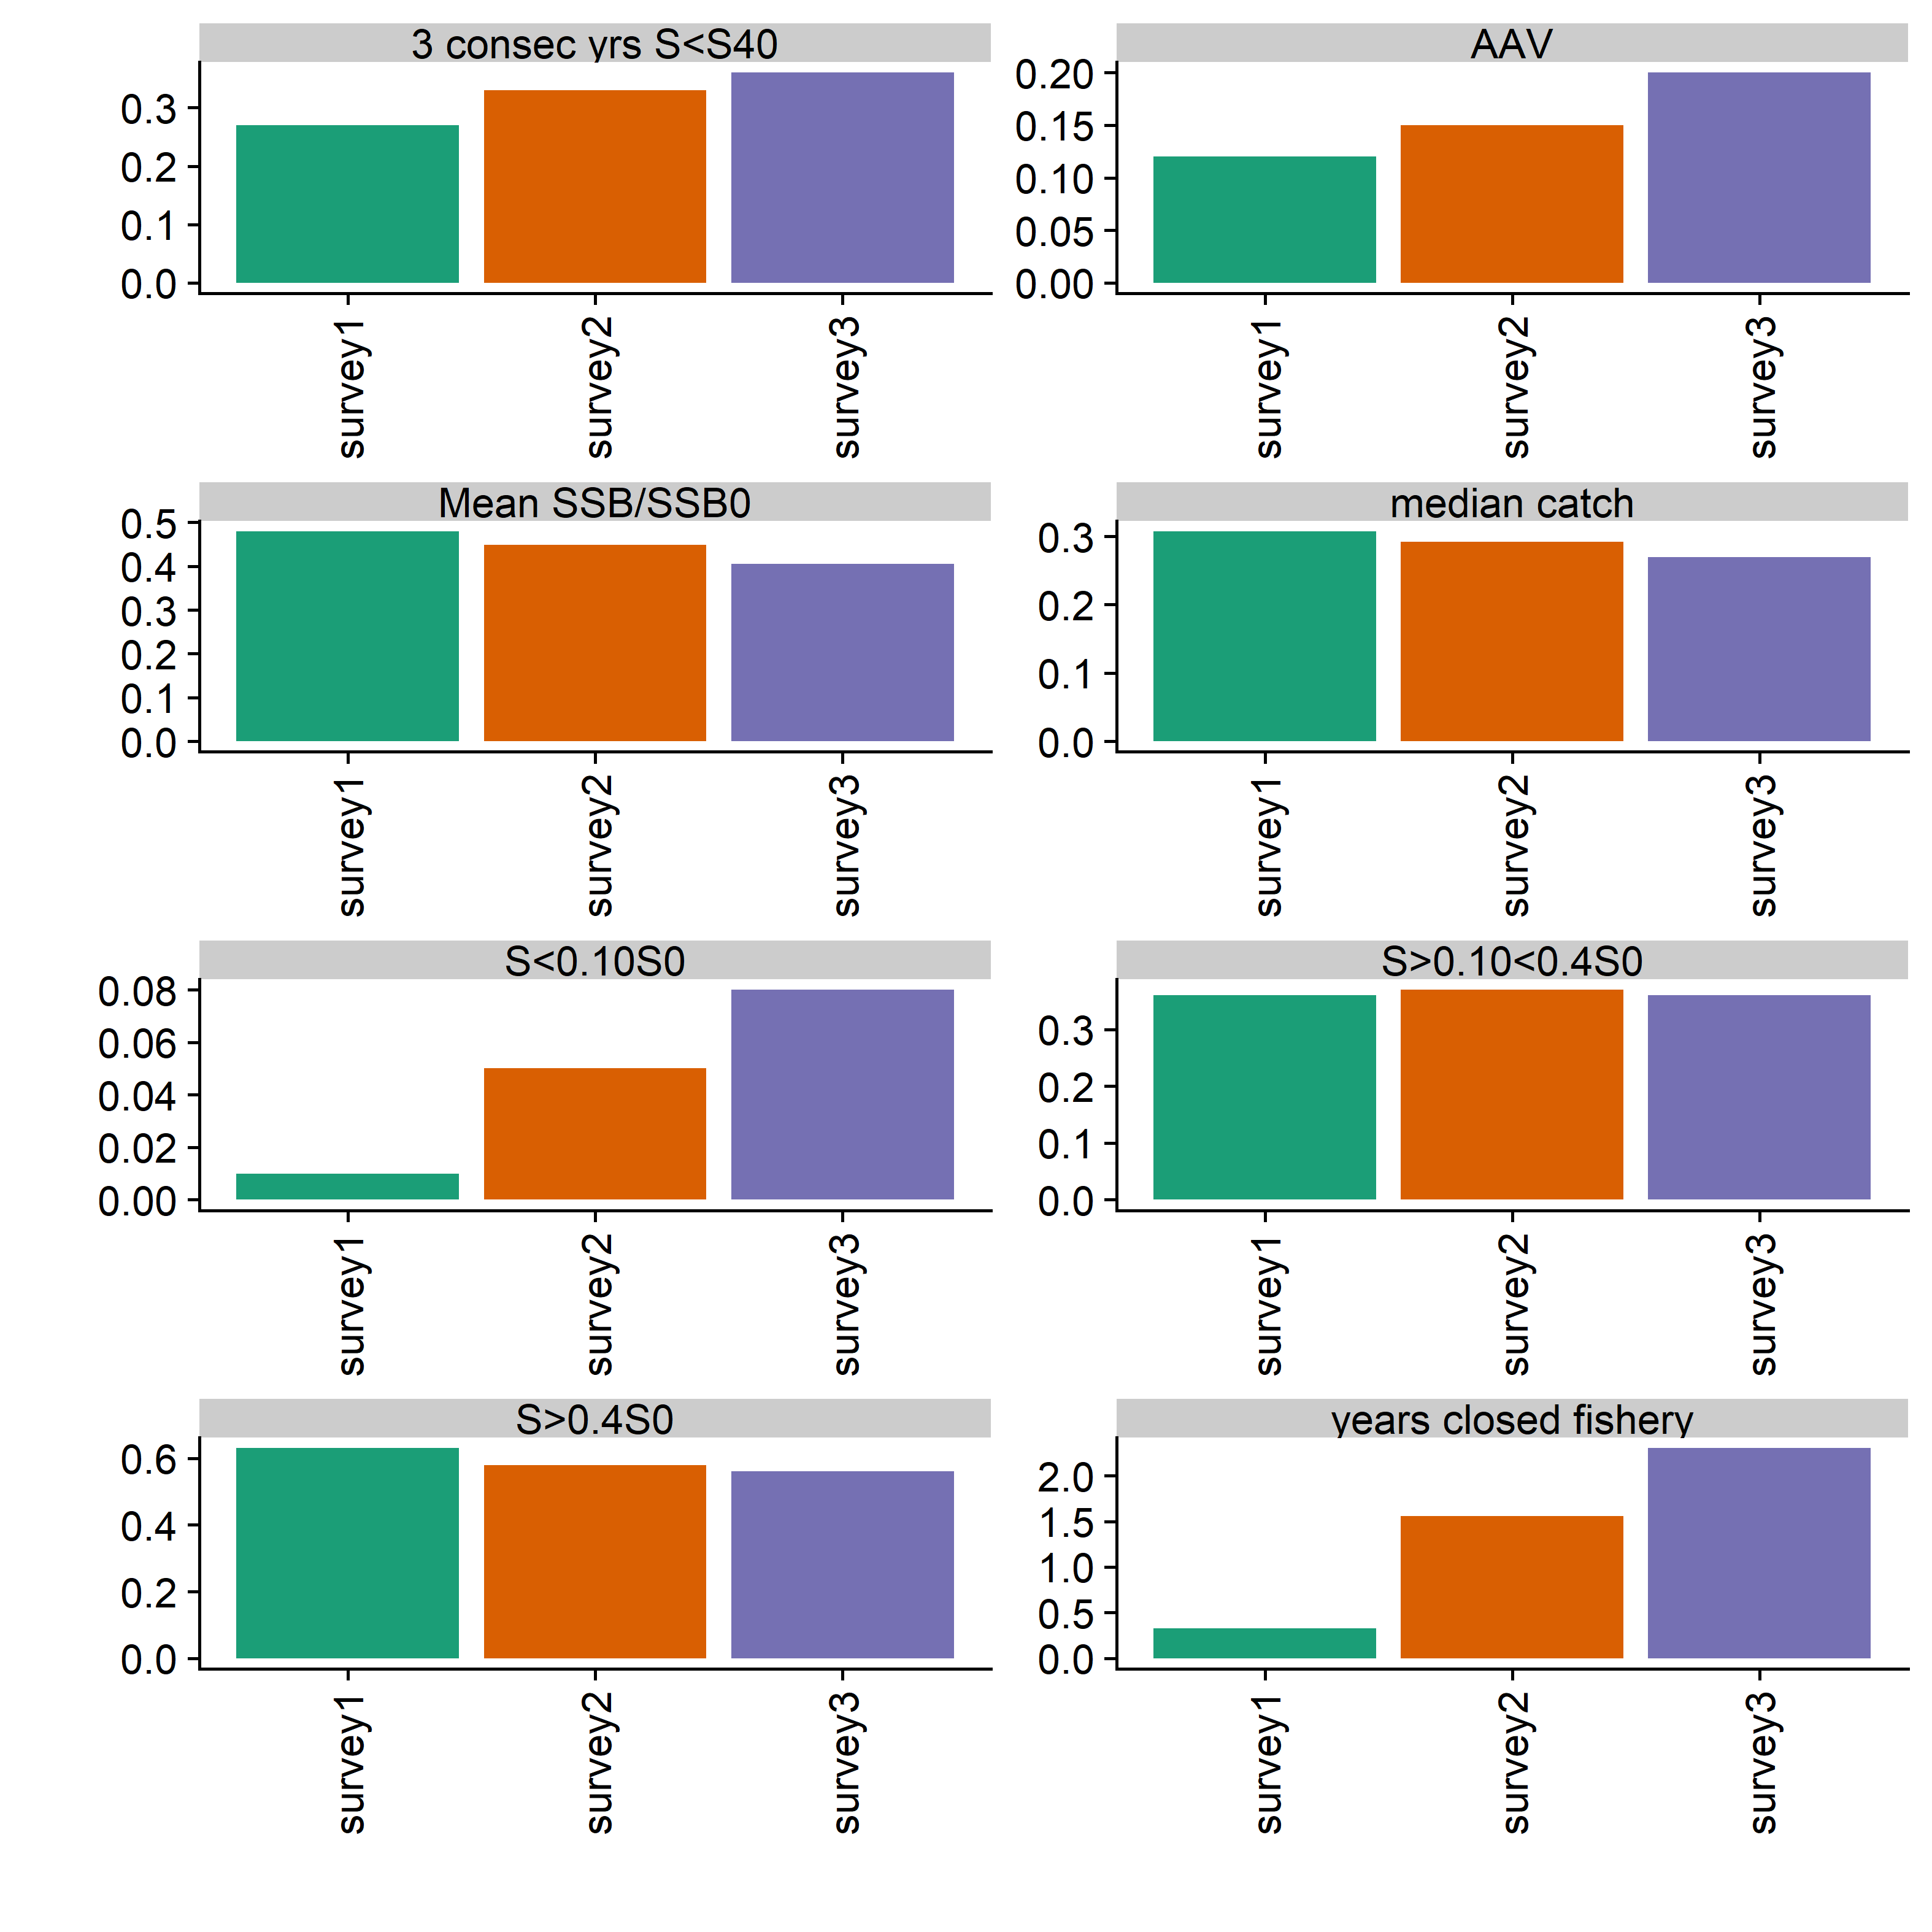 3 consec yrs S<S40
0.3
0.2
0.1
0.0
survey1
survey2
survey3
AAV
0.20
0.15
0.10
0.05
0.00
survey1
survey2
survey3
Mean SSB/SSB0
0.5
0.4
0.3
0.2
0.1
0.0
survey1
survey2
survey3
median catch
0.3
0.2
0.1
0.0
survey1
survey2
survey3
S<0.10S0
0.08
0.06
0.04
0.02
0.00
survey1
survey2
survey3
S>0.10<0.4S0
0.3
0.2
0.1
0.0
survey1
survey2
survey3
S>0.4S0
0.6
0.4
0.2
0.0
survey1
survey2
survey3
years closed fishery
2.0
1.5
1.0
0.5
0.0
survey1
survey2
survey3